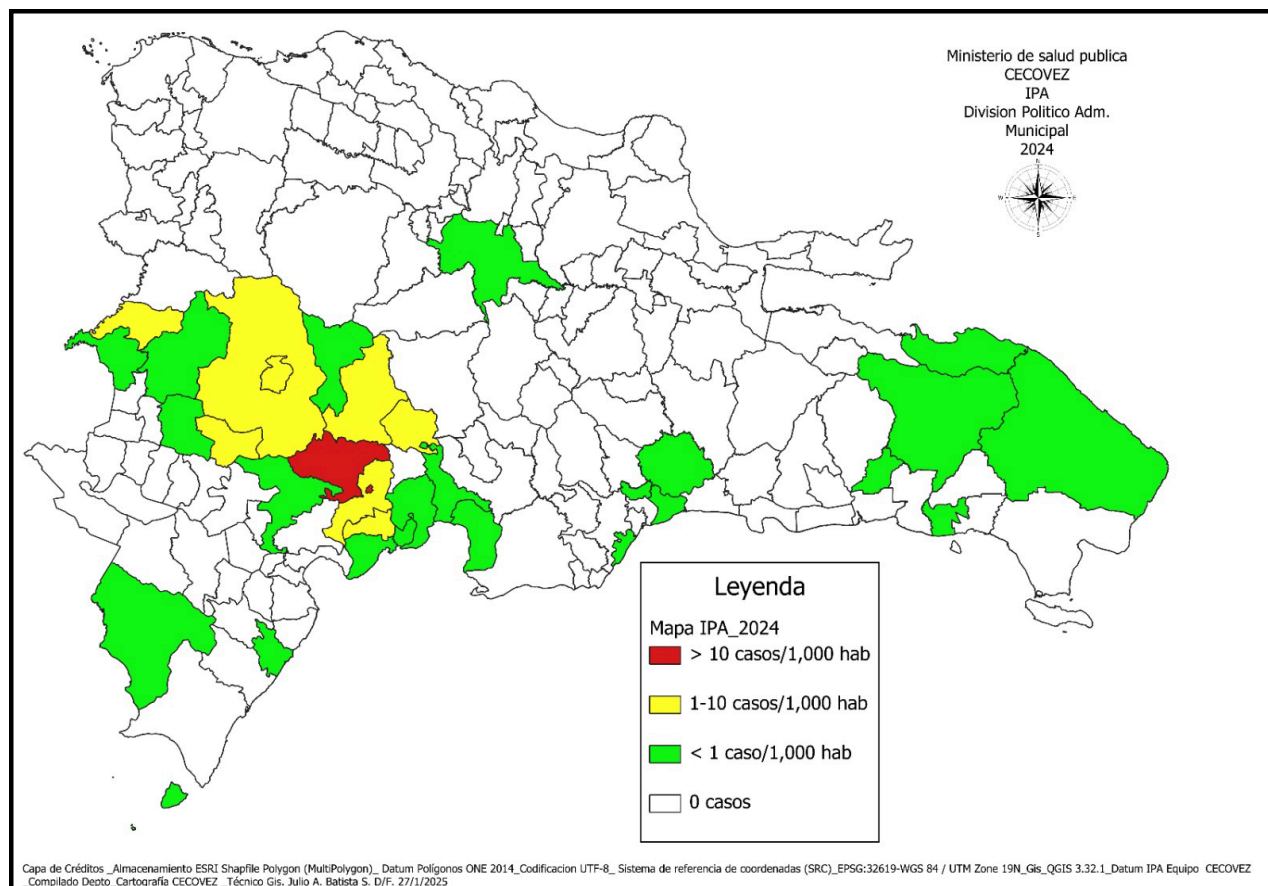 Ministerio de salud publica
CECOVEZ
IPA
Division Politico Adm.
Municipal
2024
N
W
E
S
Leyenda
Mapa IPA_2024
> 10 casos/1,000 hab
1-10 casos/1,000 hab
< 1 caso/1,000 hab
0 casos
Capa de Créditos _Almacenamiento ESRI Shapfile Polygon (MultiPolygon)_ Datum Polígonos ONE 2014_Codificacion UTF-8_ Sistema de referencia de coordenadas (SRC)_EPSG:32619-WGS 84 / UTM Zone 19N_Gis_QGIS 3.32.1_Datum IPA Equipo CECOVEZ
_Compilado Depto_Cartografía CECOVEZ _Técnico Gis. Julio A. Batista S. D/F. 27/1/2025